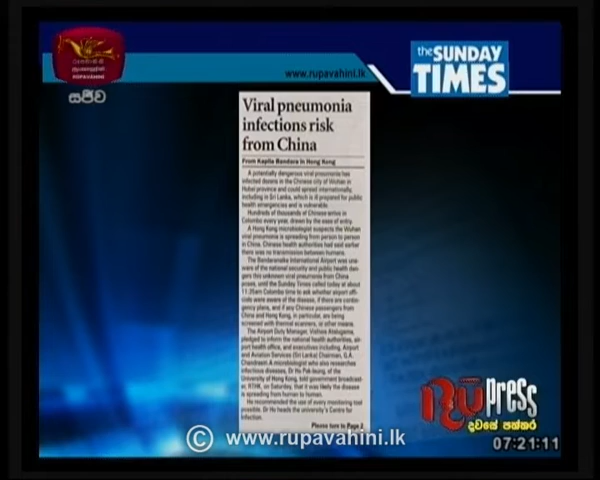 RUPAVAHINI
සජීව
www.rupavahini.lk
the SUNDAY
TIMES
Viral pneumonia
infections risk
from China
From Kapila Bandara in Hong Kong
A potentially dangerous viral pneumonia has
infected dozens in the Chinese city of Wuhan in
Hubei province and could spread internationally,
including in Sri Lanka, which is ill prepared for public
health emergencies and is vulnerable.
Hundreds of thousands of Chinese arrive in
Colombo every year, drawn by the ease of entry.
A Hong Kong microbiologist suspects the Wuhan
viral pneumonia is spreading from person to person
in China. Chinese health authorities had said earlier
there was no transmission between humans.
The Bandaranaike International Airport was una-
ware of the national security and public health dan-
gers this unknown viral pneumonia from China
poses, until the Sunday Times called today at about
11.35am Colombo time to ask whether airport offi-
cials were aware of the disease, if there are contin-
gency plans, and if any Chinese passengers from
China and Hong Kong, in particular, are being
screened with thermal scanners, or other means.
The Airport Duty Manager,
pledged to inform the national health authorities, air-
port health office, and executives including, Airport
and Aviation Services (Sri Lanka) Chairman, G.A.
Chandrasiri. A microbiologist who also researches
infectious diseases, Dr Ho Pak-leung, of the
University of Hong Kong, told government broadcast-
er, RTHK, on Saturday, that it was likely the disease
is spreading from human to human.
He recommended the use of every monitoring tool
possible. Dr Ho heads the university's Centre for
Infection.
Please turn to Page 2
RūPress
දවසේ පත්තර
07:21:11
© www.rupavahini.lk